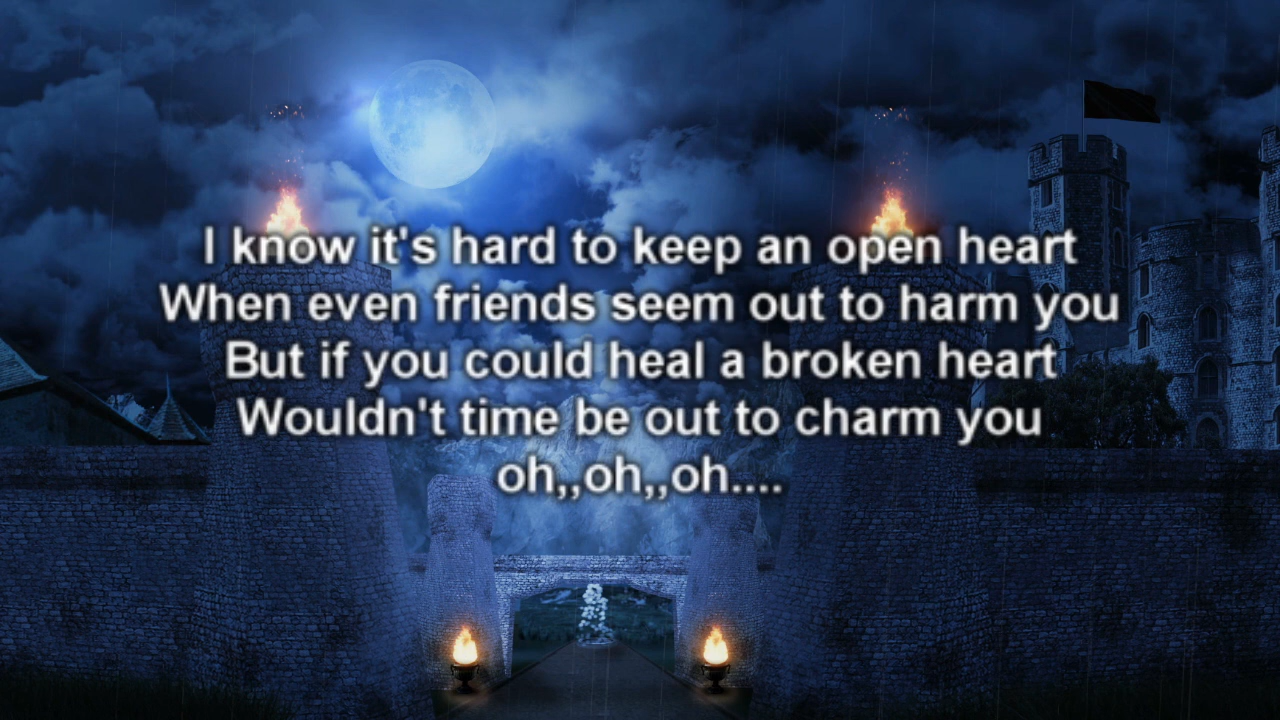 I know it's hard to keep an open heart
When even friends seem out to harm you
But if you could heal a broken heart
Wouldn't time be out to charm you
oh,,oh,,oh....